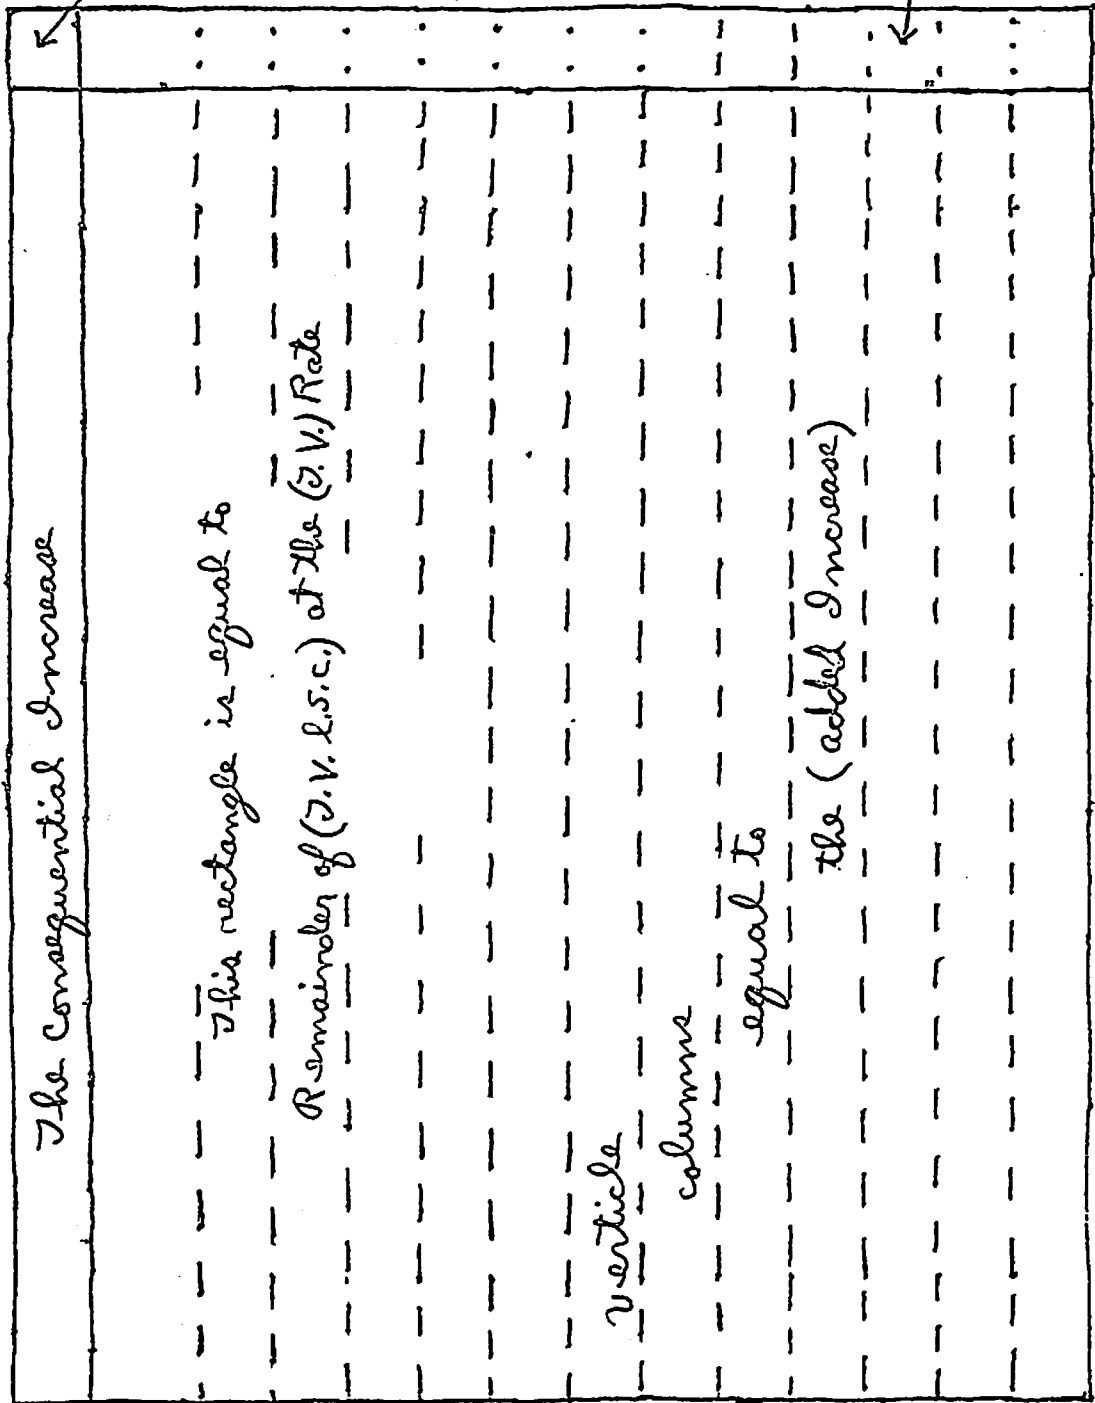 The Consequential Increase
This rectangle is equal to
Remainder of (T.V. l.s.c.) at the (T.V.) Rate
verticle
columns
equal to
the (added Increase)